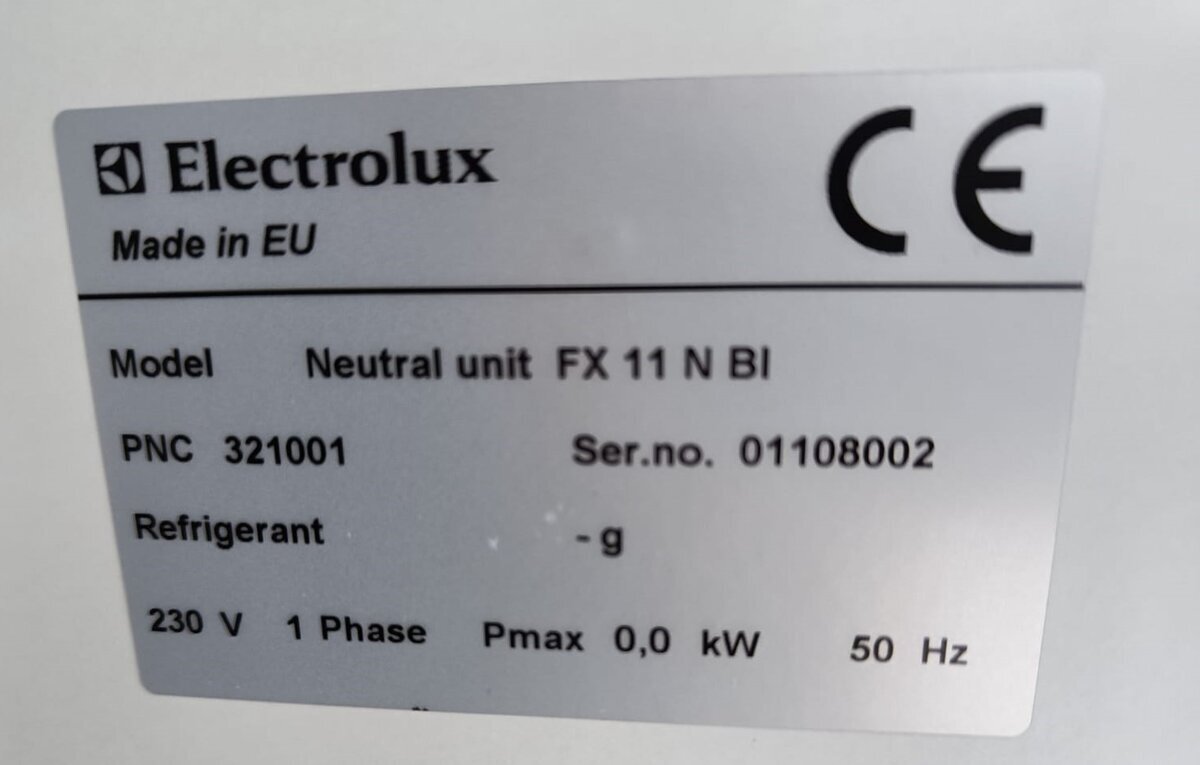 Electrolux
Made in EU
CE
Model Neutral unit FX 11 N BI
PNC 321001 Ser.no. 01108002
Refrigerant - g
230 V 1 Phase Pmax 0,0 kW 50 Hz